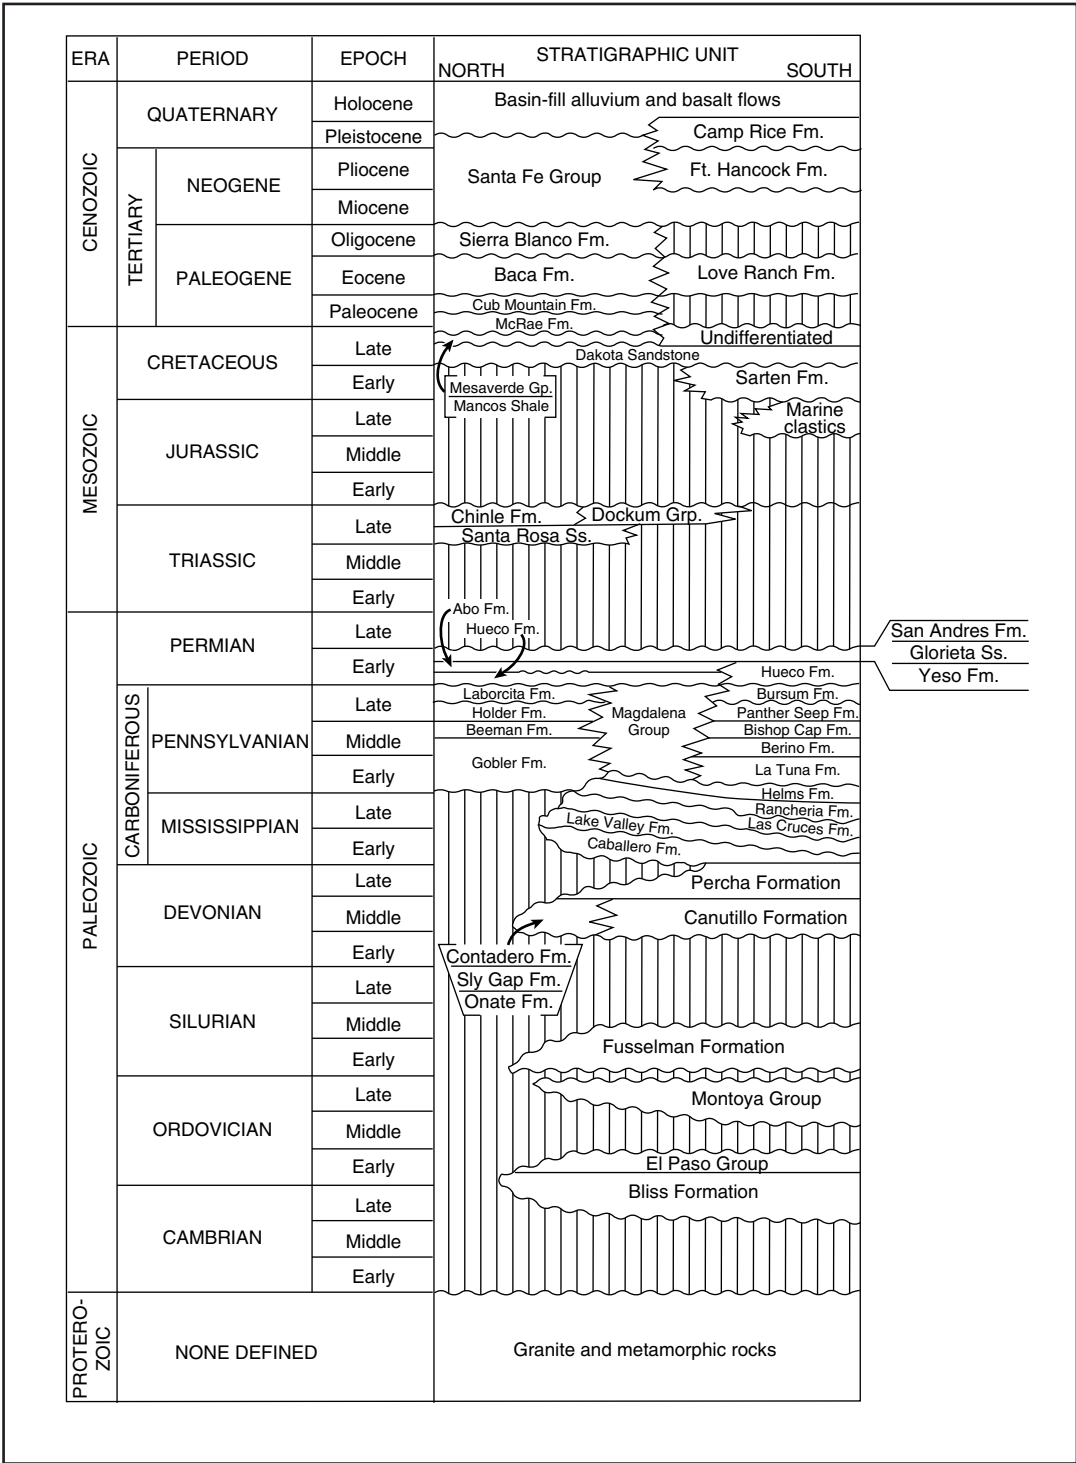 ERA
PERIOD
EPOCH
STRATIGRAPHIC UNIT
NORTH
SOUTH
CENOZOIC
QUATERNARY
Holocene
Basin-fill alluvium and basalt flows
Pleistocene
Camp Rice Fm.
TERTIARY
NEOGENE
Pliocene
Santa Fe Group
Ft. Hancock Fm.
Miocene
PALEOGENE
Oligocene
Sierra Blanco Fm.
Eocene
Baca Fm.
Love Ranch Fm.
Paleocene
Cub Mountain Fm.
McRae Fm.
MESOZOIC
CRETACEOUS
Late
Undifferentiated
Dakota Sandstone
Early
Mesaverde Gp.
Mancos Shale
Sarten Fm.
JURASSIC
Late
Marine
clastics
Middle
Early
TRIASSIC
Late
Chinle Fm.
Dockum Grp.
Santa Rosa Ss.
Middle
Early
PALEOZOIC
PERMIAN
Late
Abo Fm.
Hueco Fm.
Early
Hueco Fm.
San Andres Fm.
Glorieta Ss.
Yeso Fm.
CARBONIFEROUS
PENNSYLVANIAN
Late
Laborcita Fm.
Holder Fm.
Magdalena
Group
Bursum Fm.
Panther Seep Fm.
Middle
Beeman Fm.
Bishop Cap Fm.
Berino Fm.
Early
Gobler Fm.
La Tuna Fm.
MISSISSIPPIAN
Late
Helms Fm.
Rancheria Fm.
Las Cruces Fm.
Early
Lake Valley Fm.
Caballero Fm.
DEVONIAN
Late
Percha Formation
Middle
Canutillo Formation
Early
Contadero Fm.
Sly Gap Fm.
Onate Fm.
SILURIAN
Late
Middle
Early
Fusselman Formation
ORDOVICIAN
Late
Montoya Group
Middle
Early
El Paso Group
Bliss Formation
CAMBRIAN
Late
Middle
Early
PROTERO-
ZOIC
NONE DEFINED
Granite and metamorphic rocks